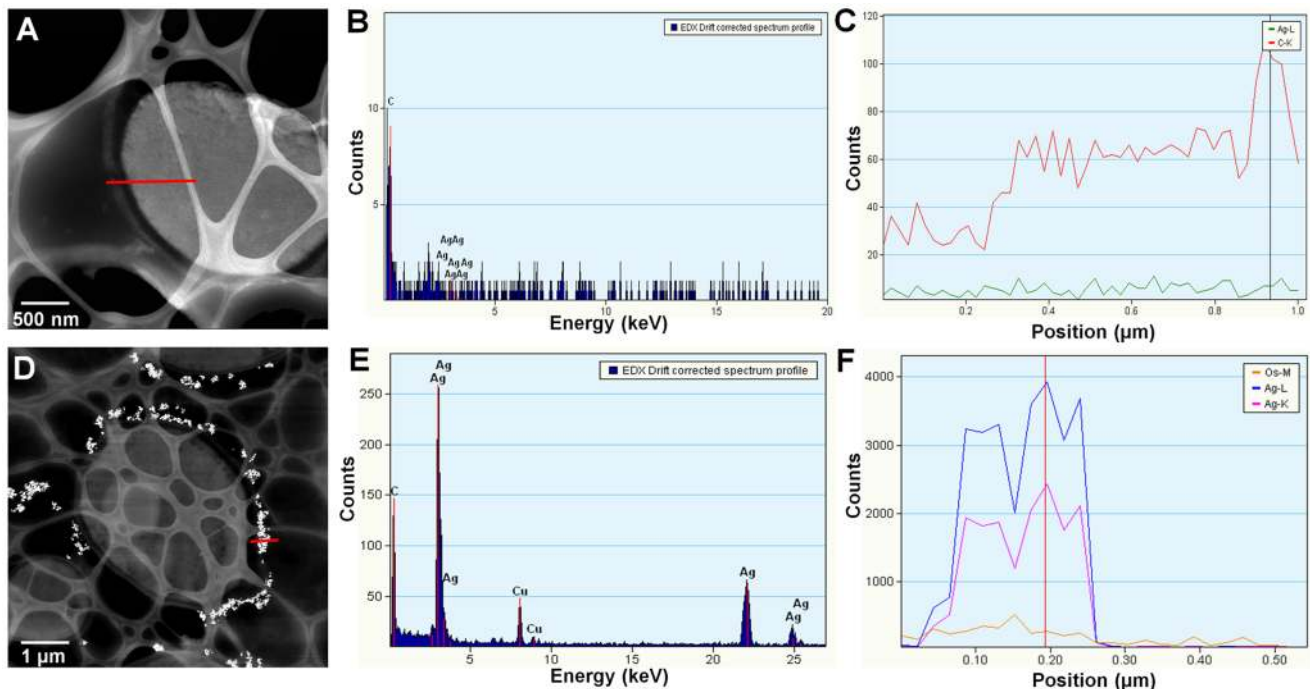 A
500 nm
B
EDX Drift corrected spectrum profile
Counts
10
5
C
AgAg
Ag
Ag Ag
AgAg
5
10
15
20
Energy (keV)
C
Ag-L
C-K
Counts
120
100
80
60
40
20
0.2
0.4
0.6
0.8
1.0
Position (µm)
D
1 µm
E
EDX Drift corrected spectrum profile
Counts
250
200
150
100
50
C
Ag
Ag
Ag
Cu
Cu
Ag
Ag
Ag
5
10
15
20
25
Energy (keV)
F
Os-M
Ag-L
Ag-K
Counts
4000
3000
2000
1000
0.10
0.20
0.30
0.40
0.50
Position (µm)